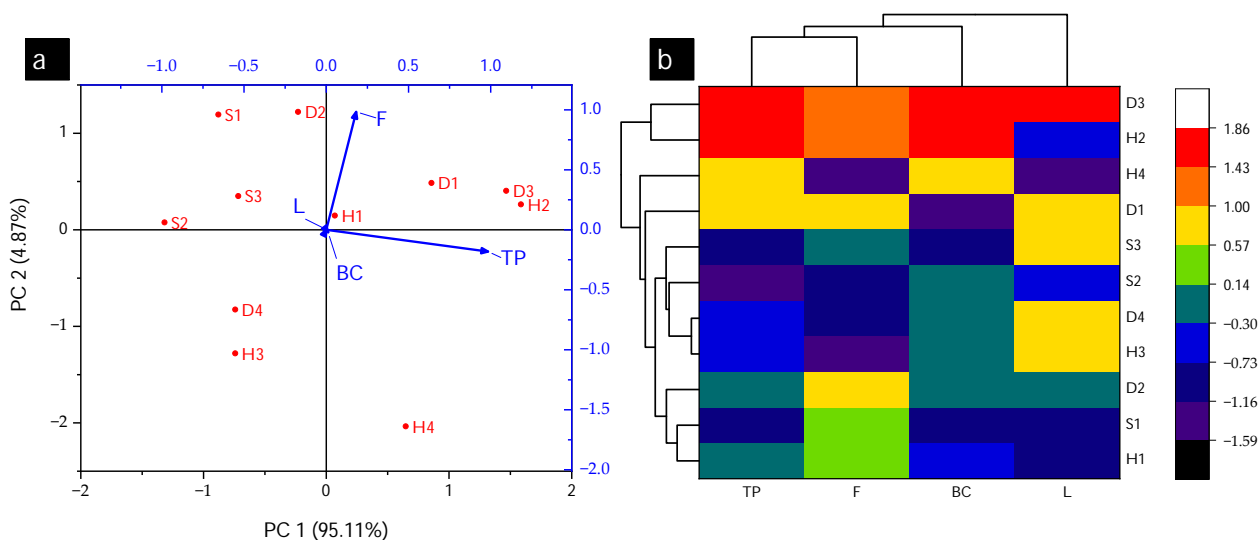 a
−1.0 −0.5 0.0 0.5 1.0
1.0
0.5
0.0
−0.5
−1.0
−1.5
−2.0
1
0
−1
−2
−2 −1 0 1 2
PC 2 (4.87%)
PC 1 (95.11%)
S1
D2
F
D1
S3
D3
H2
L
H1
S2
TP
BC
D4
H3
H4
b
D3
H2
H4
D1
S3
S2
D4
H3
D2
S1
H1
TP F BC L
1.86
1.43
1.00
0.57
0.14
−0.30
−0.73
−1.16
−1.59